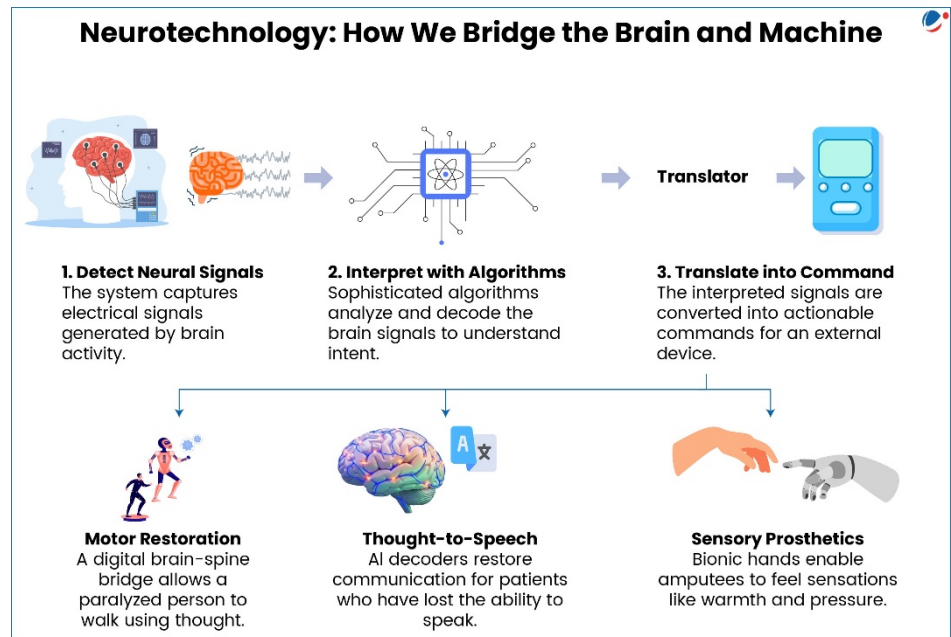 Neurotechnology: How We Bridge the Brain and Machine
Translator
1. Detect Neural Signals
The system captures
electrical signals
generated by brain
activity.
2. Interpret with Algorithms
Sophisticated algorithms
analyze and decode the
brain signals to understand
intent.
3. Translate into Command
The interpreted signals are
converted into actionable
commands for an external
device.
A
文
Motor Restoration
A digital brain-spine
bridge allows a
paralyzed person to
walk using thought.
Thought-to-Speech
AI decoders restore
communication for patients
who have lost the ability to
speak.
Sensory Prosthetics
Bionic hands enable
amputees to feel sensations
like warmth and pressure.